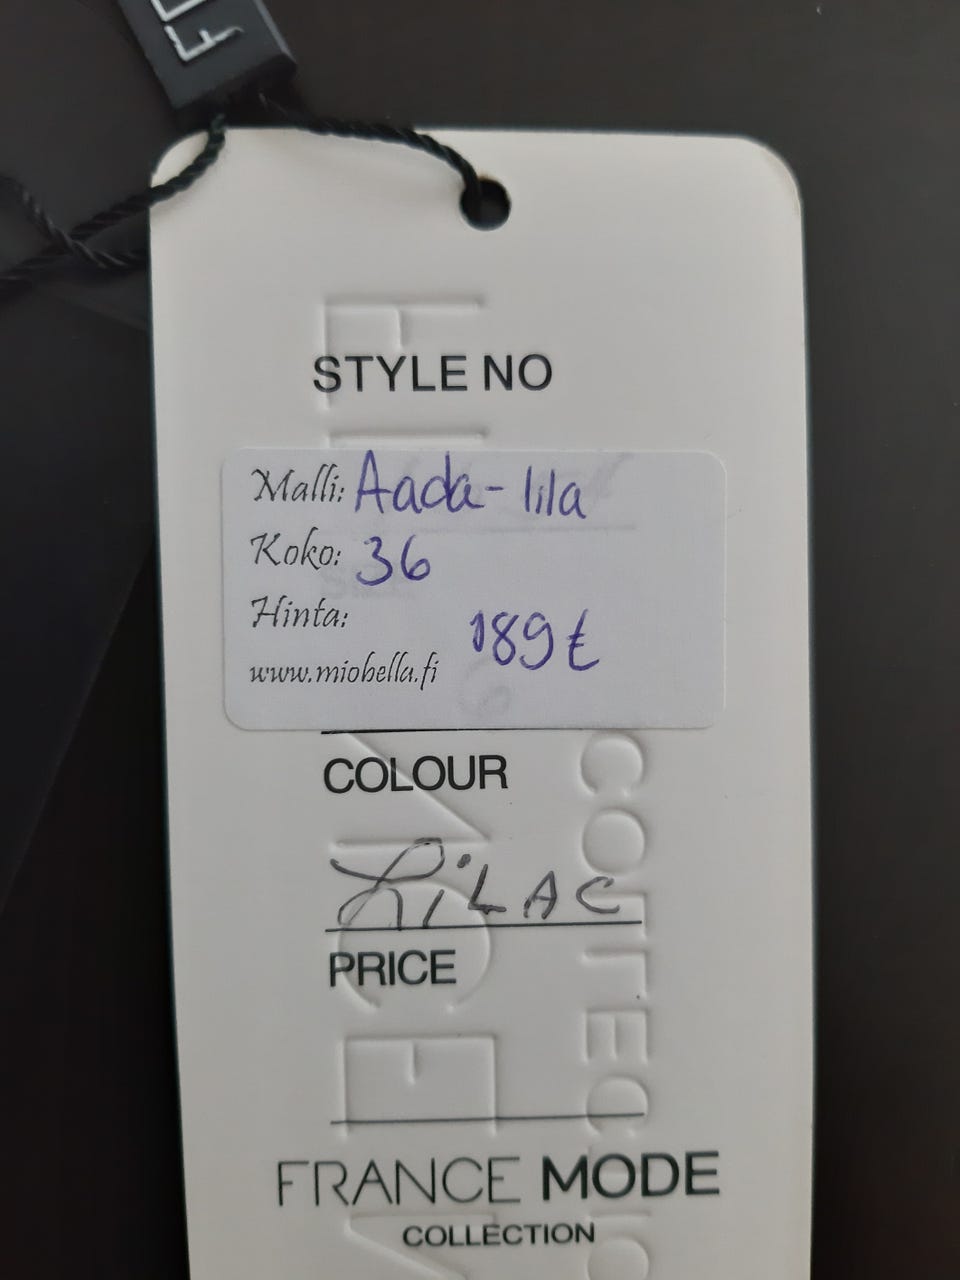 STYLE NO
Malli: Aada-lila
Koko: 36
Hinta: 189€
www.miobella.fi
COLOUR
LiLAC
PRICE
FRANCE MODE
COLLECTION